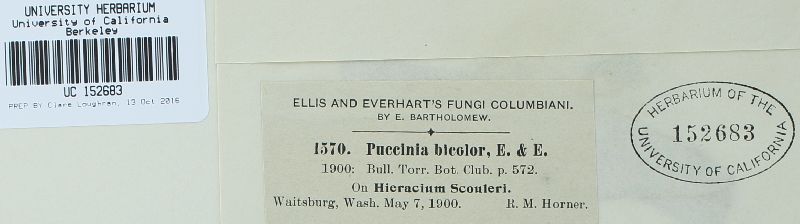 UNIVERSITY HERBARIUM
University of California
Berkeley
UC 152683
PREP BY Clare Loughran, 13 Oct 2016
ELLIS AND EVERHART'S FUNGI COLUMBIANI.
BY E. BARTHOLOMEW.
1570. Puccinia bicolor, E. & E.
1900: Bull. Torr. Bot. Club. p. 572.
On Hieracium Scouleri.
Waitsburg, Wash. May 7, 1900. R. M. Horner.
HERBARIUM OF THE
152683
UNIVERSITY OF CALIFORNIA